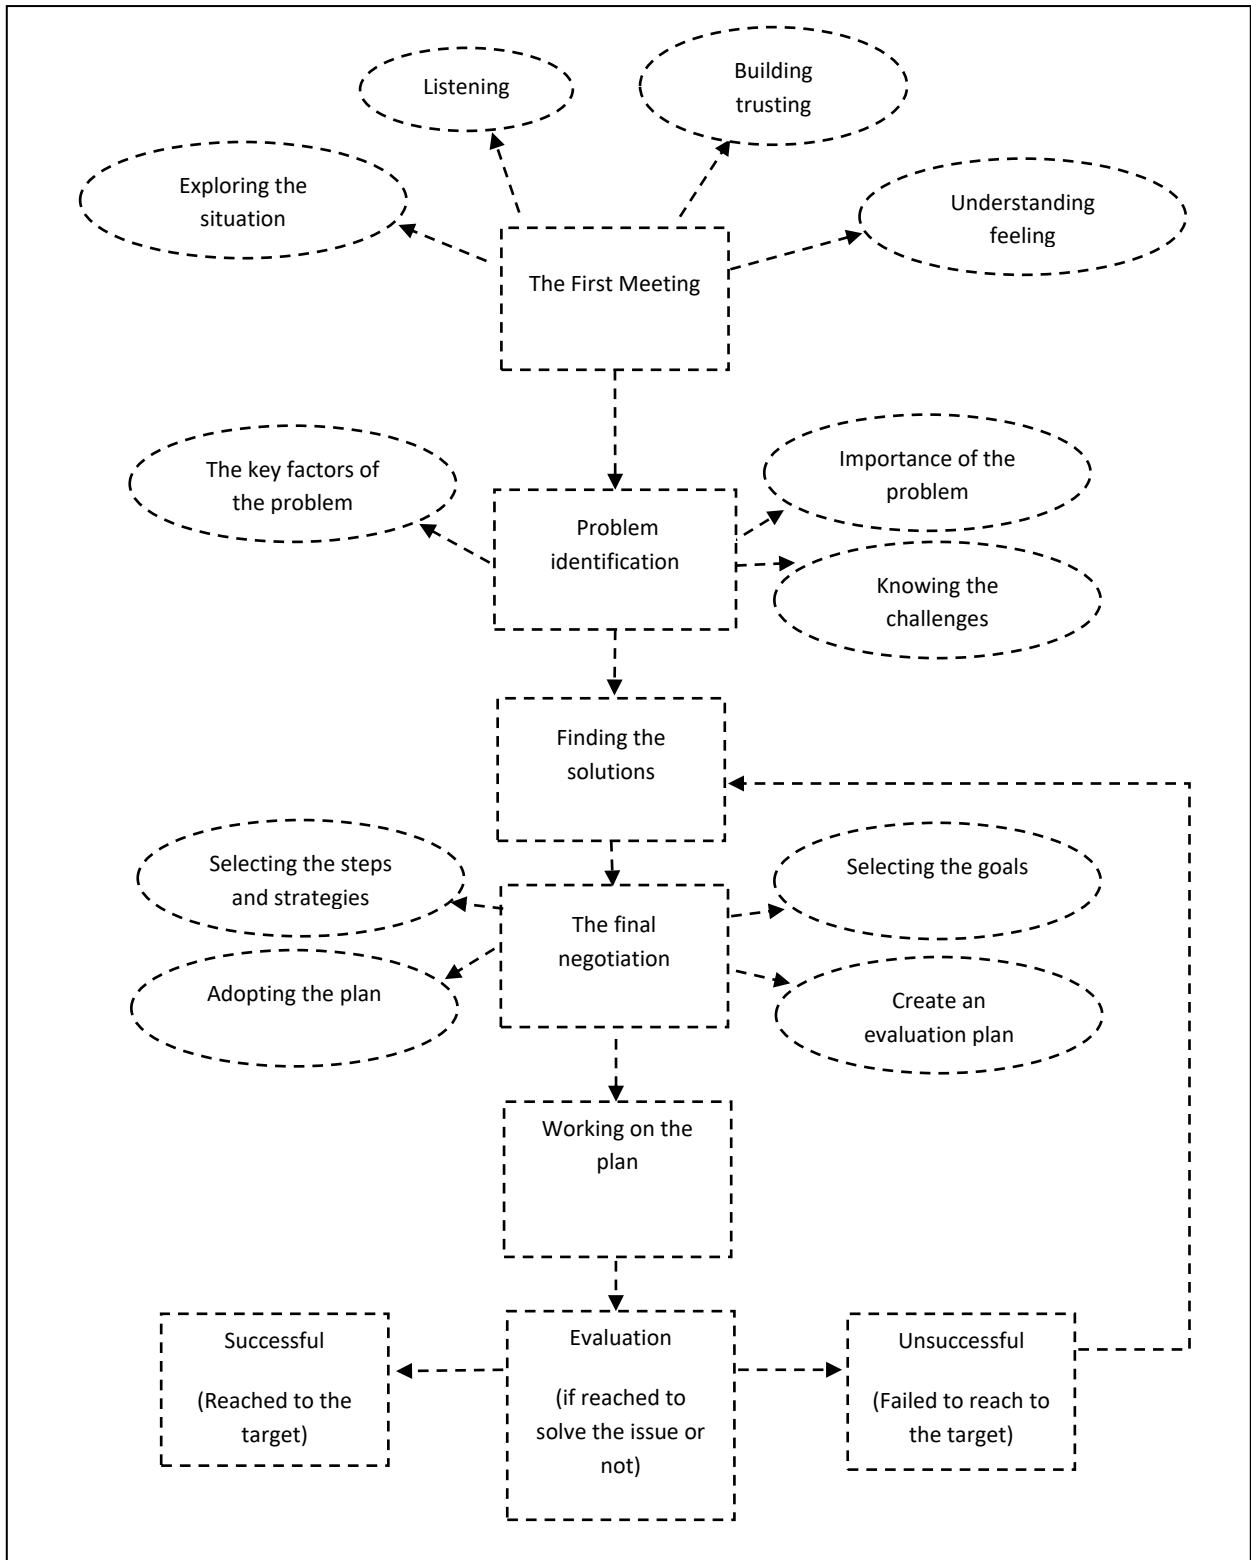 Listening
Building
trusting
Exploring the
situation
Understanding
feeling
The First Meeting
The key factors of
the problem
Importance of the
problem
Problem
identification
Knowing the
challenges
Finding the
solutions
Selecting the steps
and strategies
Selecting the goals
The final
negotiation
Adopting the plan
Create an
evaluation plan
Working on the
plan
Successful
(Reached to the
target)
Evaluation
(if reached to
solve the issue or
not)
Unsuccessful
(Failed to reach to
the target)